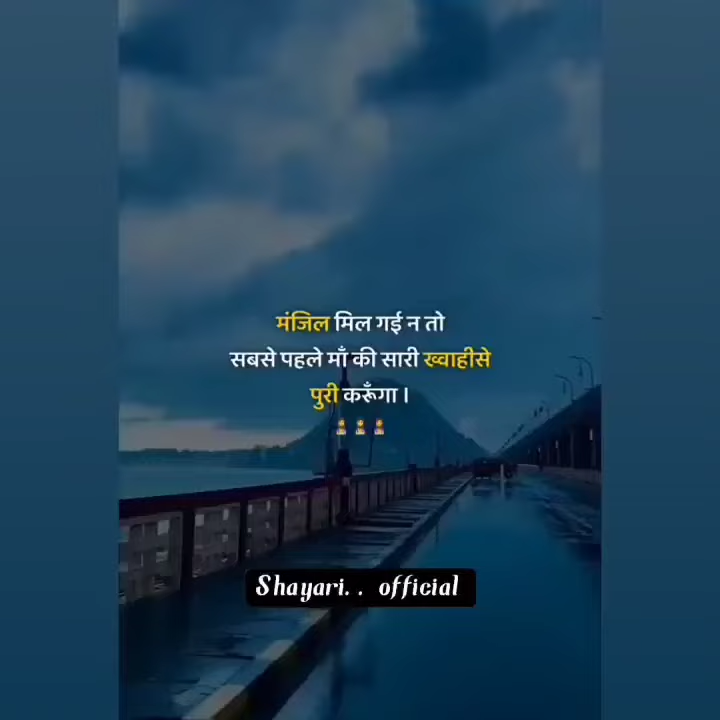 मंजिल मिल गई न तो
सबसे पहले माँ की सारी ख्वाहीसे
पुरी करूँगा।
Shayari. . official